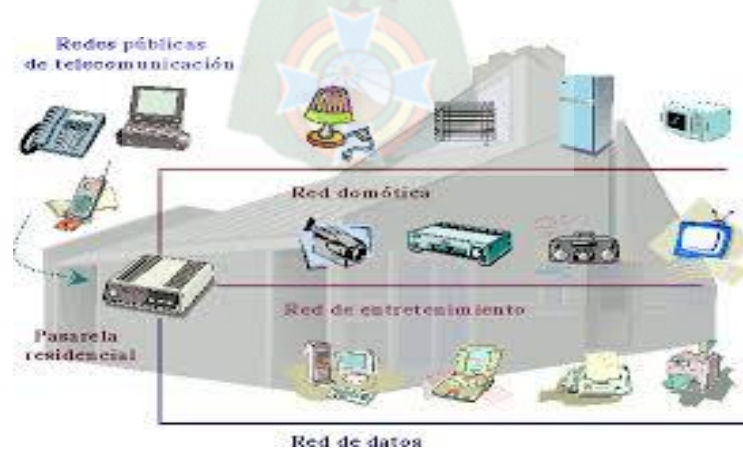 Redes públicas
de telecomunicación
Red domótica
Red de entretenimiento
Pasarela
residencial
Red de datos